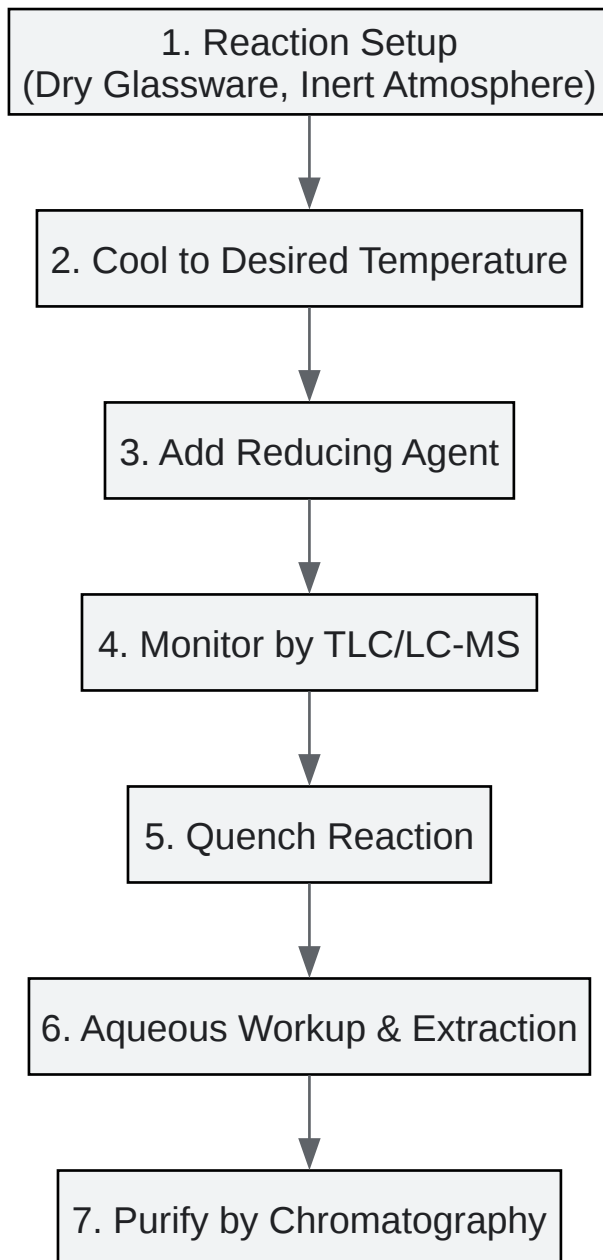 1. Reaction Setup
(Dry Glassware, Inert Atmosphere)
2. Cool to Desired Temperature
3. Add Reducing Agent
4. Monitor by TLC/LC-MS
5. Quench Reaction
6. Aqueous Workup & Extraction
7. Purify by Chromatography